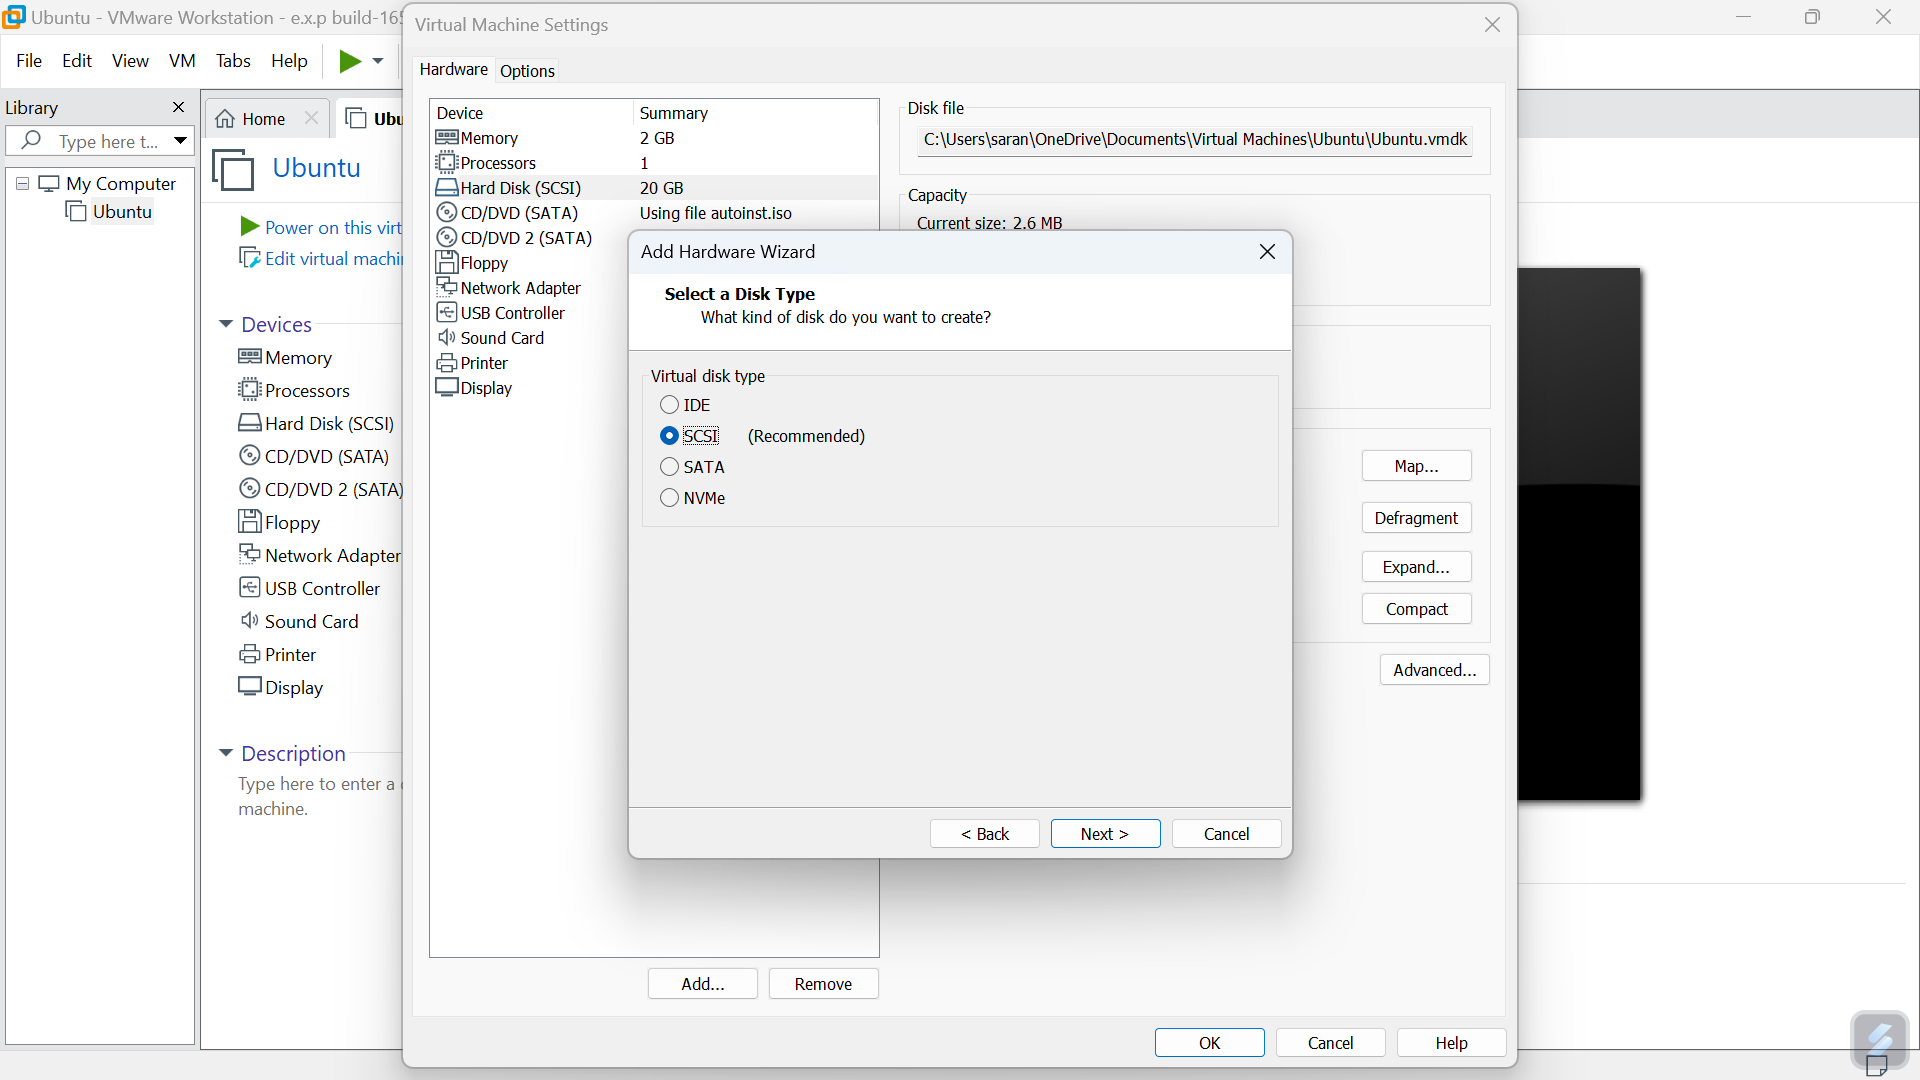 Ubuntu - VMware Workstation - e.x.p build-16
File Edit View VM Tabs Help
Library
Type here t...
My Computer
Ubuntu
Home
Ubu
Ubuntu
Power on this virt
Edit virtual machi
Devices
Memory
Processors
Hard Disk (SCSI)
CD/DVD (SATA)
CD/DVD 2 (SATA)
Floppy
Network Adapter
USB Controller
Sound Card
Printer
Display
Description
Type here to enter a
machine.
Virtual Machine Settings
Hardware Options
Device Summary
Memory 2 GB
Processors 1
Hard Disk (SCSI) 20 GB
CD/DVD (SATA) Using file autoinst.iso
CD/DVD 2 (SATA)
Floppy
Network Adapter
USB Controller
Sound Card
Printer
Display
Add... Remove
Disk file
C:\Users\saran\OneDrive\Documents\Virtual Machines\Ubuntu\Ubuntu.vmdk
Capacity
Current size: 2.6 MB
Map...
Defragment
Expand...
Compact
Advanced...
OK Cancel Help
Add Hardware Wizard
Select a Disk Type
What kind of disk do you want to create?
Virtual disk type
IDE
SCSI (Recommended)
SATA
NVMe
< Back Next > Cancel